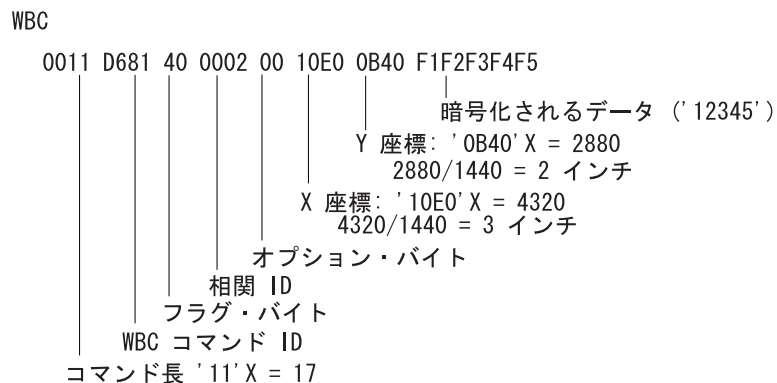 WBC
0011 D681 40 0002 00 10E0 0B40 F1F2F3F4F5
暗号化されるデータ ('12345')
Y 座標: '0B40'X = 2880
2880/1440 = 2 インチ
X 座標: '10E0'X = 4320
4320/1440 = 3 インチ
オプション・バイト
相関 ID
フラグ・バイト
WBC コマンド ID
コマンド長 '11'X = 17